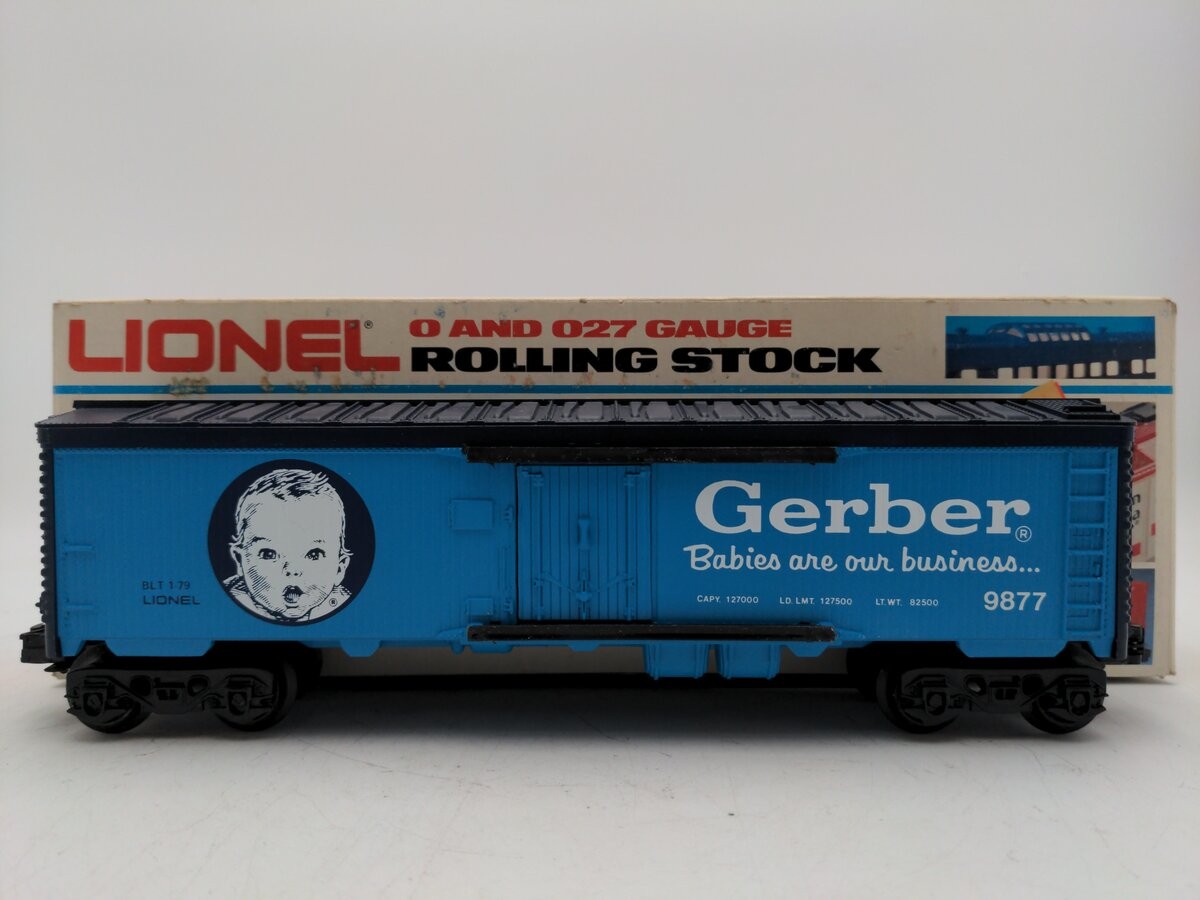 LIONEL®
O AND 027 GAUGE
ROLLING STOCK
Gerber®
Babies are our business...
CAPY. 127000 LD. LMT. 127500 LT. WT. 82500
9877
BLT 1-79
LIONEL
®